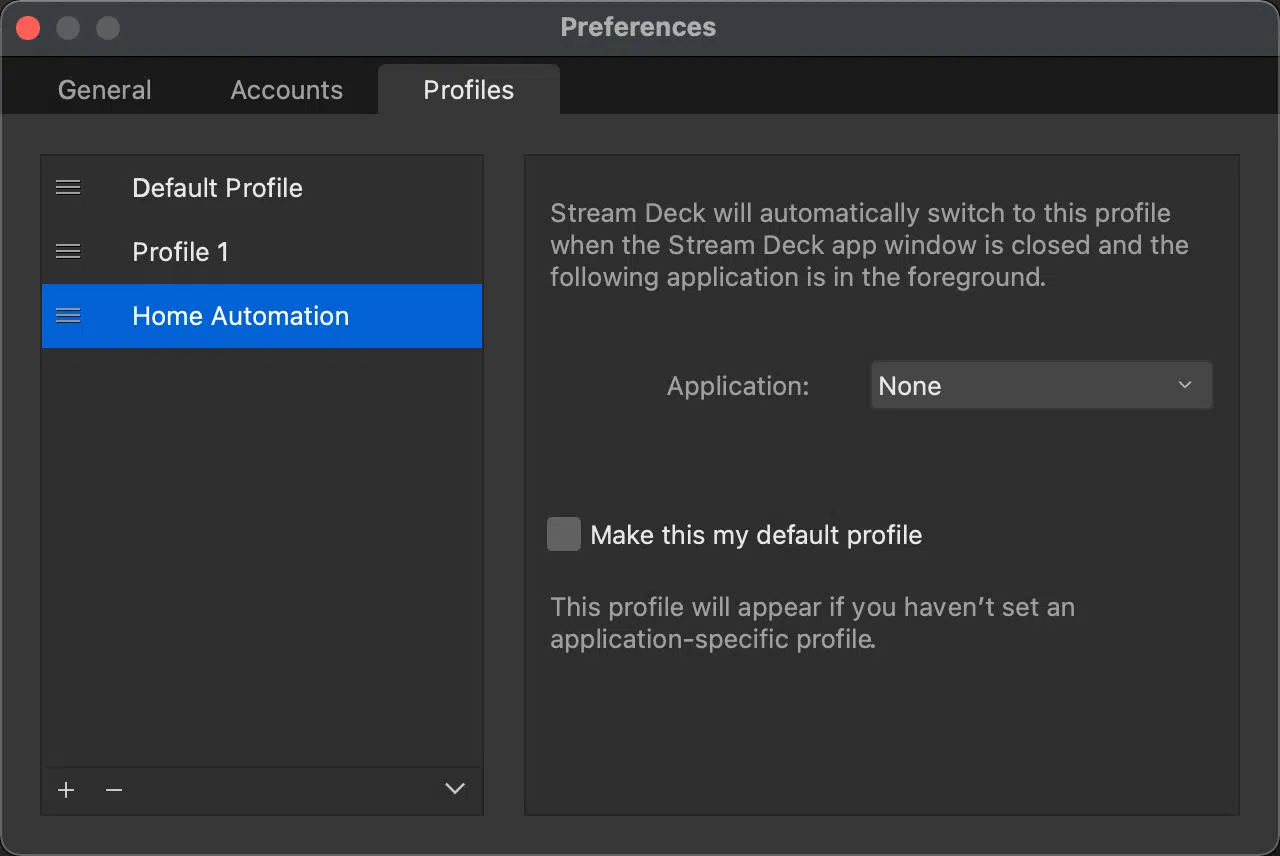 Preferences
General
Accounts
Profiles
Default Profile
Profile 1
Home Automation
Stream Deck will automatically switch to this profile
when the Stream Deck app window is closed and the
following application is in the foreground.
Application:
None
Make this my default profile
This profile will appear if you haven’t set an
application-specific profile.